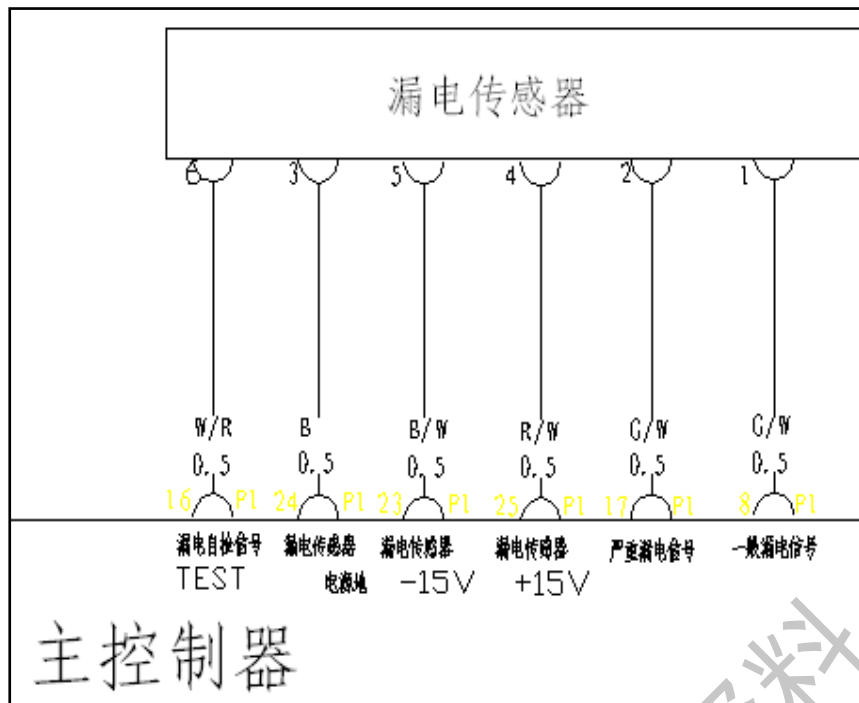 漏电传感器
6 3 5 4 2 1
W/R B B/W R/W G/W G/W
0.5 0.5 0.5 0.5 0.5 0.5
16 P1 24 P1 23 P1 25 P1 17 P1 8 P1
漏电自检信号 漏电传感器 漏电传感器 漏电传感器 严重漏电信号 一般漏电信号
TEST 电源地 -15V +15V
主控制器
料